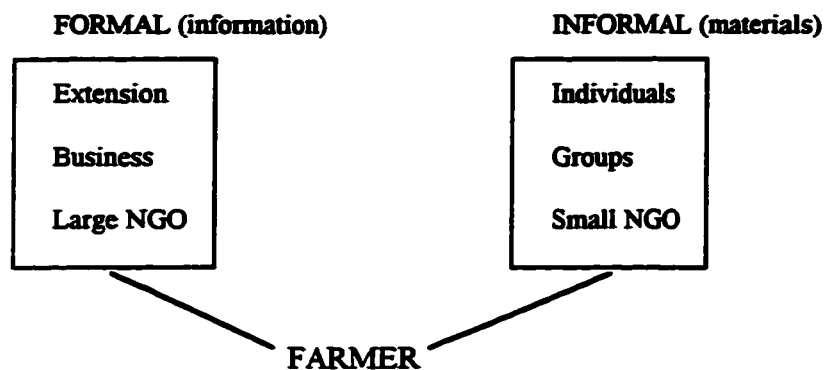 FORMAL (information)
Extension
Business
Large NGO
INFORMAL (materials)
Individuals
Groups
Small NGO
FARMER